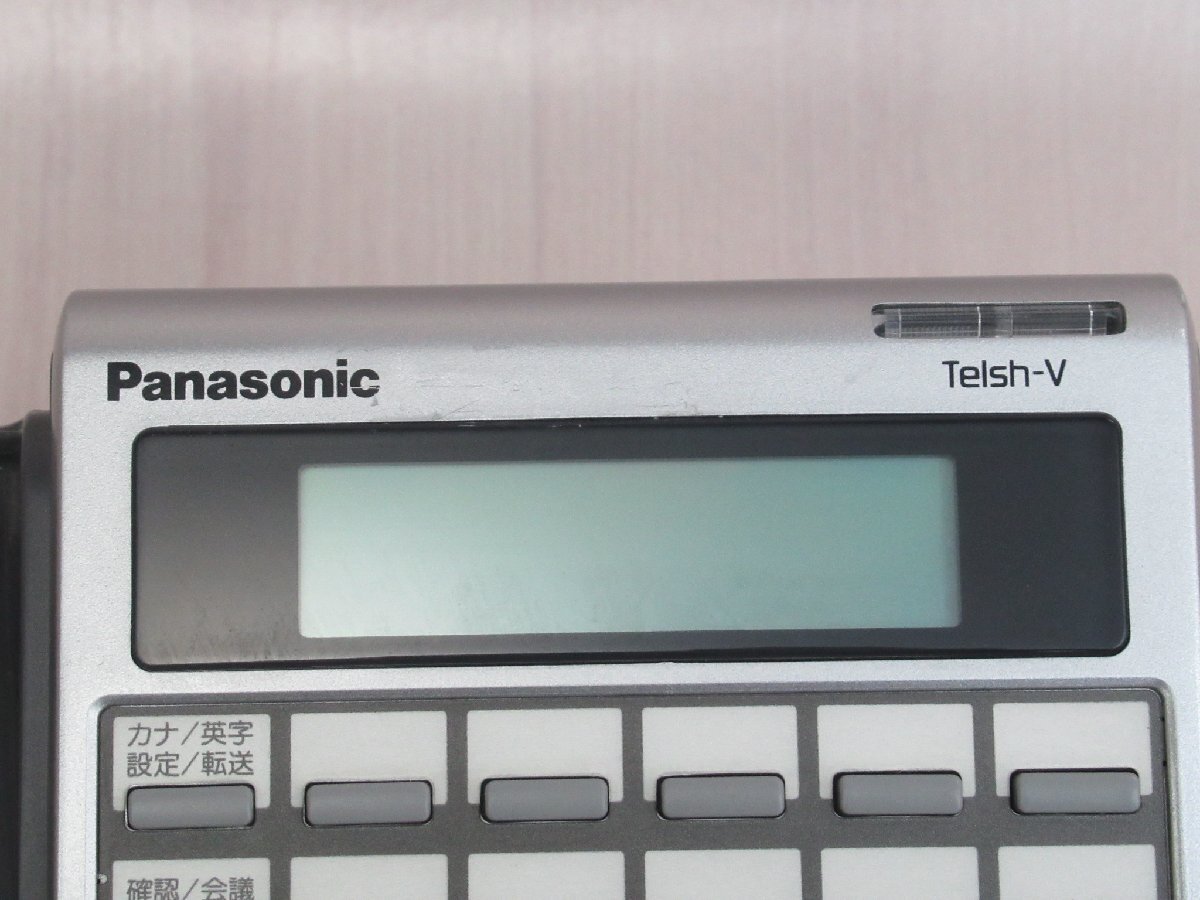 Panasonic
Telsh-V
カナ/英字
設定/転送
確認/会議